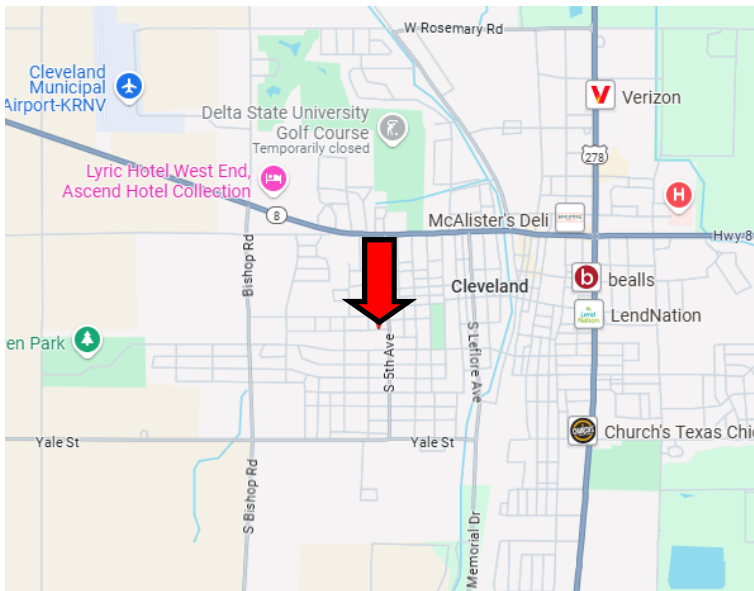 W Rosemary Rd
Cleveland
Municipal
Airport-KRNV
Verizon
Delta State University
Golf Course
Temporarily closed
278
Lyric Hotel West End,
Ascend Hotel Collection
H
8
McAlister's Deli
Hwy 8
Bishop Rd
Cleveland
b
bealls
Lend
Nation
LendNation
en Park
S 5th Ave
S Leflore Ave
Church's Texas Chi
Yale St
Yale St
S Bishop Rd
Memorial Dr